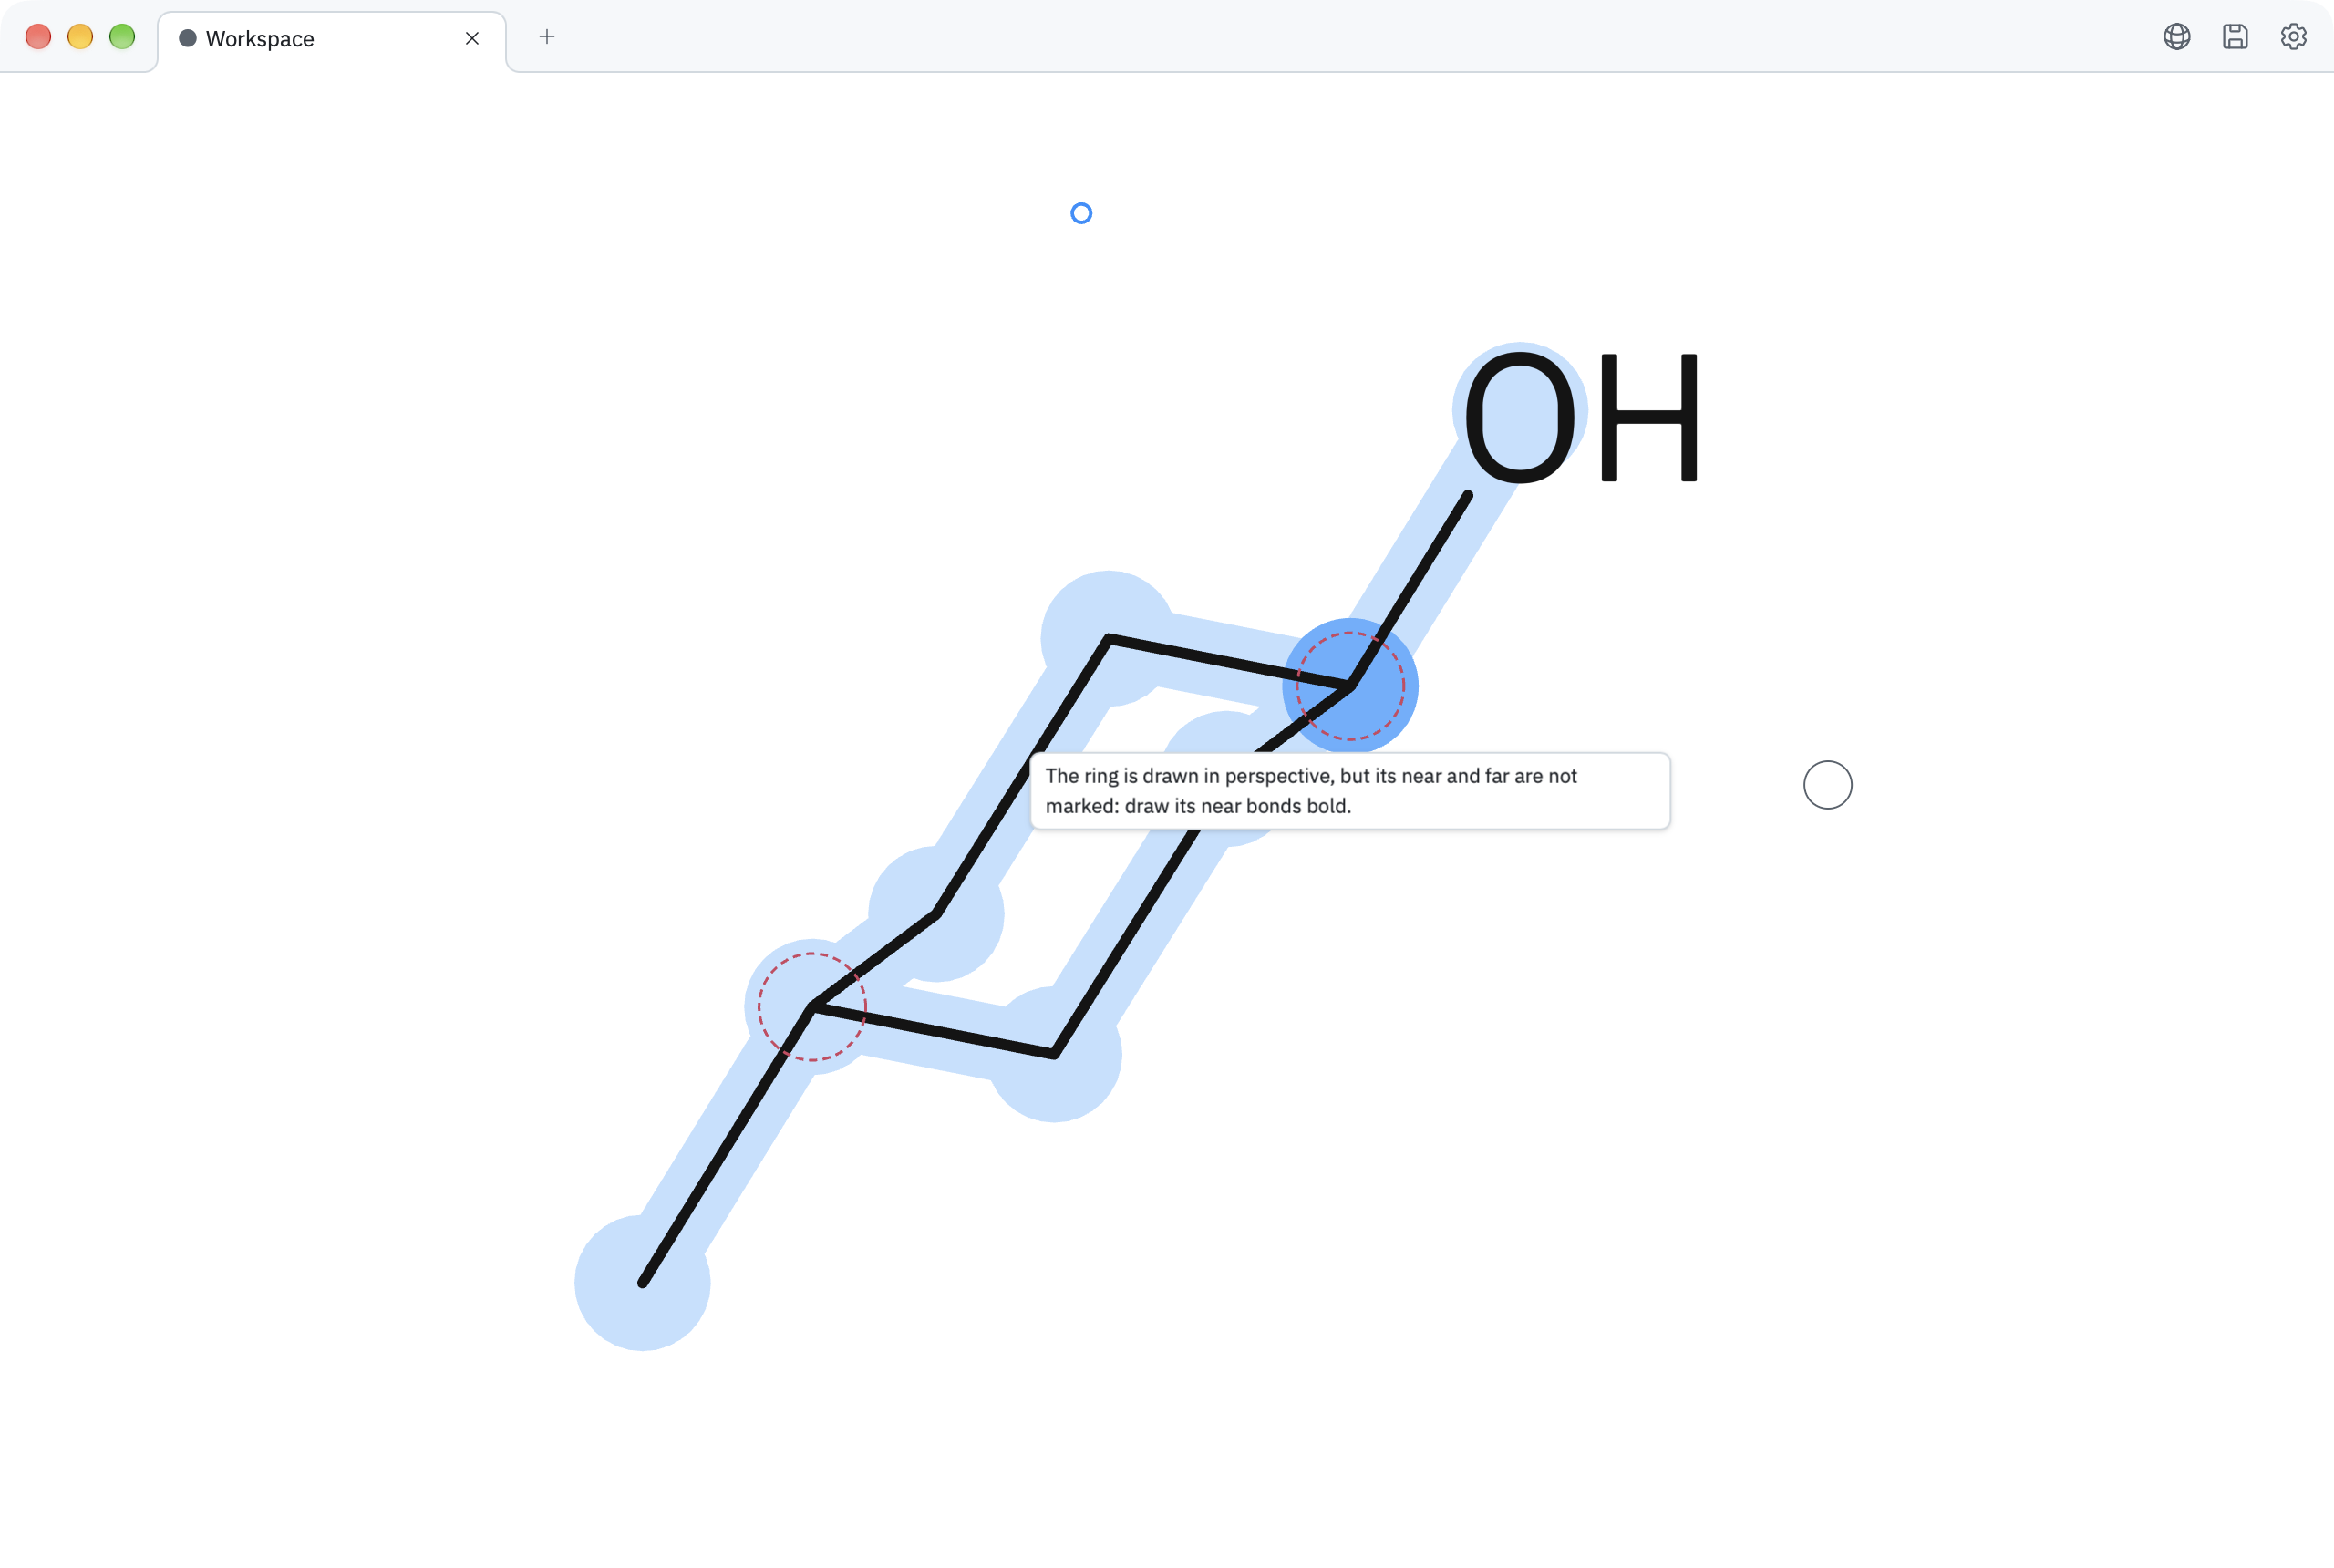 Workspace
OH
The ring is drawn in perspective, but its near and far are not
marked: draw its near bonds bold.